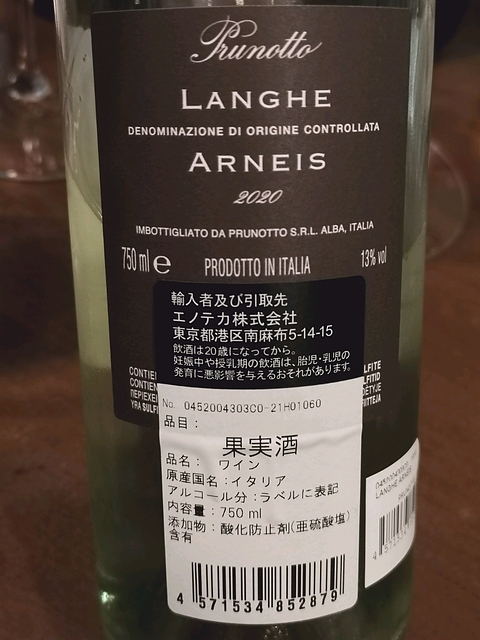 Prunotto
LANGHE
DENOMINAZIONE DI ORIGINE CONTROLLATA
ARNEIS
2020
IMBOTTIGLIATO DA PRUNOTTO S.R.L. ALBA, ITALIA
750 ml e PRODOTTO IN ITALIA 13% vol
輸入者及び引取先
エノテカ株式会社
東京都港区南麻布5-14-15
飲酒は20歳になってから。
妊娠中や授乳期の飲酒は、胎児・乳児の
発育に悪影響を与えるおそれがあります。
No. 0452004303C0-21H01060
品目:
果実酒
品名: ワイン
原産国名:イタリア
アルコール分:ラベルに表記
内容量:750 ml
添加物:酸化防止剤(亜硫酸塩)
含有
4 571534 852879
LANGHE ARNEIS